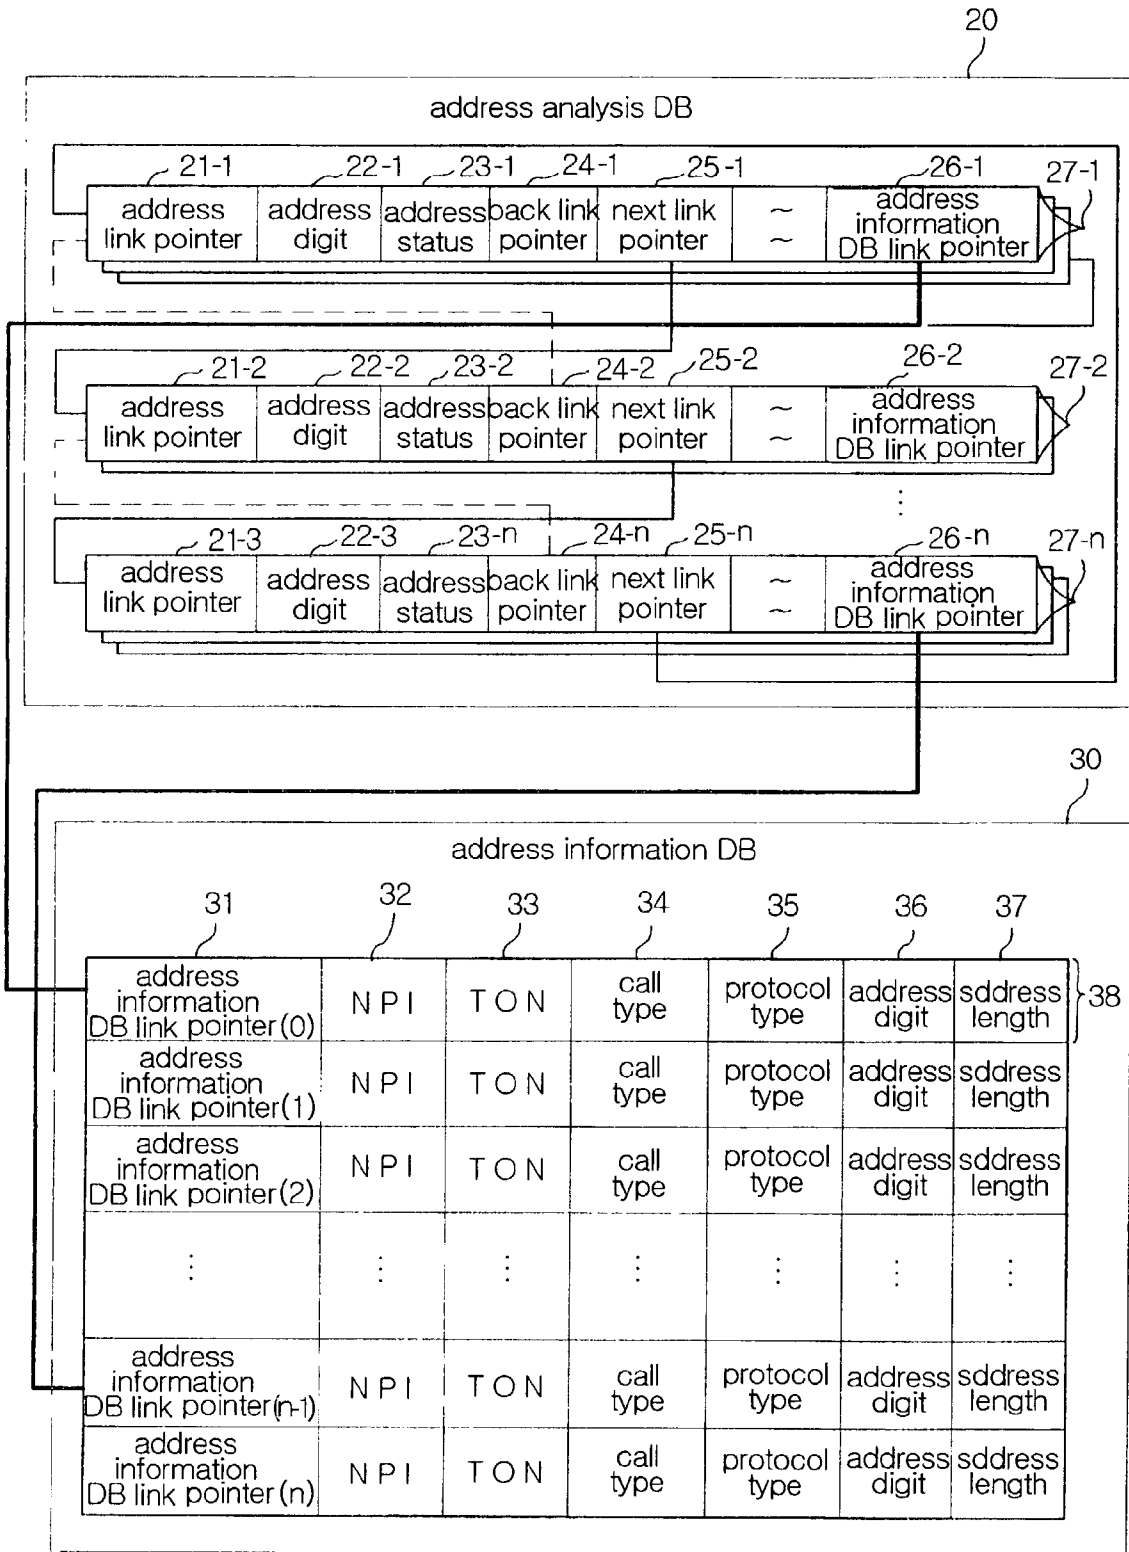 20
address analysis DB
21-1 22-1 23-1 24-1 25-1 26-1 27-1
address link pointer
address digit
address status
back link pointer
next link pointer
~ ~
address information DB link pointer
21-2 22-2 23-2 24-2 25-2 26-2 27-2
address link pointer
address digit
address status
back link pointer
next link pointer
~ ~
address information DB link pointer
⋮
21-3 22-3 23-n 24-n 25-n 26-n 27-n
address link pointer
address digit
address status
back link pointer
next link pointer
~ ~
address information DB link pointer
30
address information DB
31 32 33 34 35 36 37
address information DB link pointer(0) NPI TON call type protocol type address digit sddress length 38
address information DB link pointer(1) NPI TON call type protocol type address digit sddress length
address information DB link pointer(2) NPI TON call type protocol type address digit sddress length
⋮ ⋮ ⋮ ⋮ ⋮ ⋮ ⋮
address information DB link pointer(n-1) NPI TON call type protocol type address digit sddress length
address information DB link pointer(n) NPI TON call type protocol type address digit sddress length